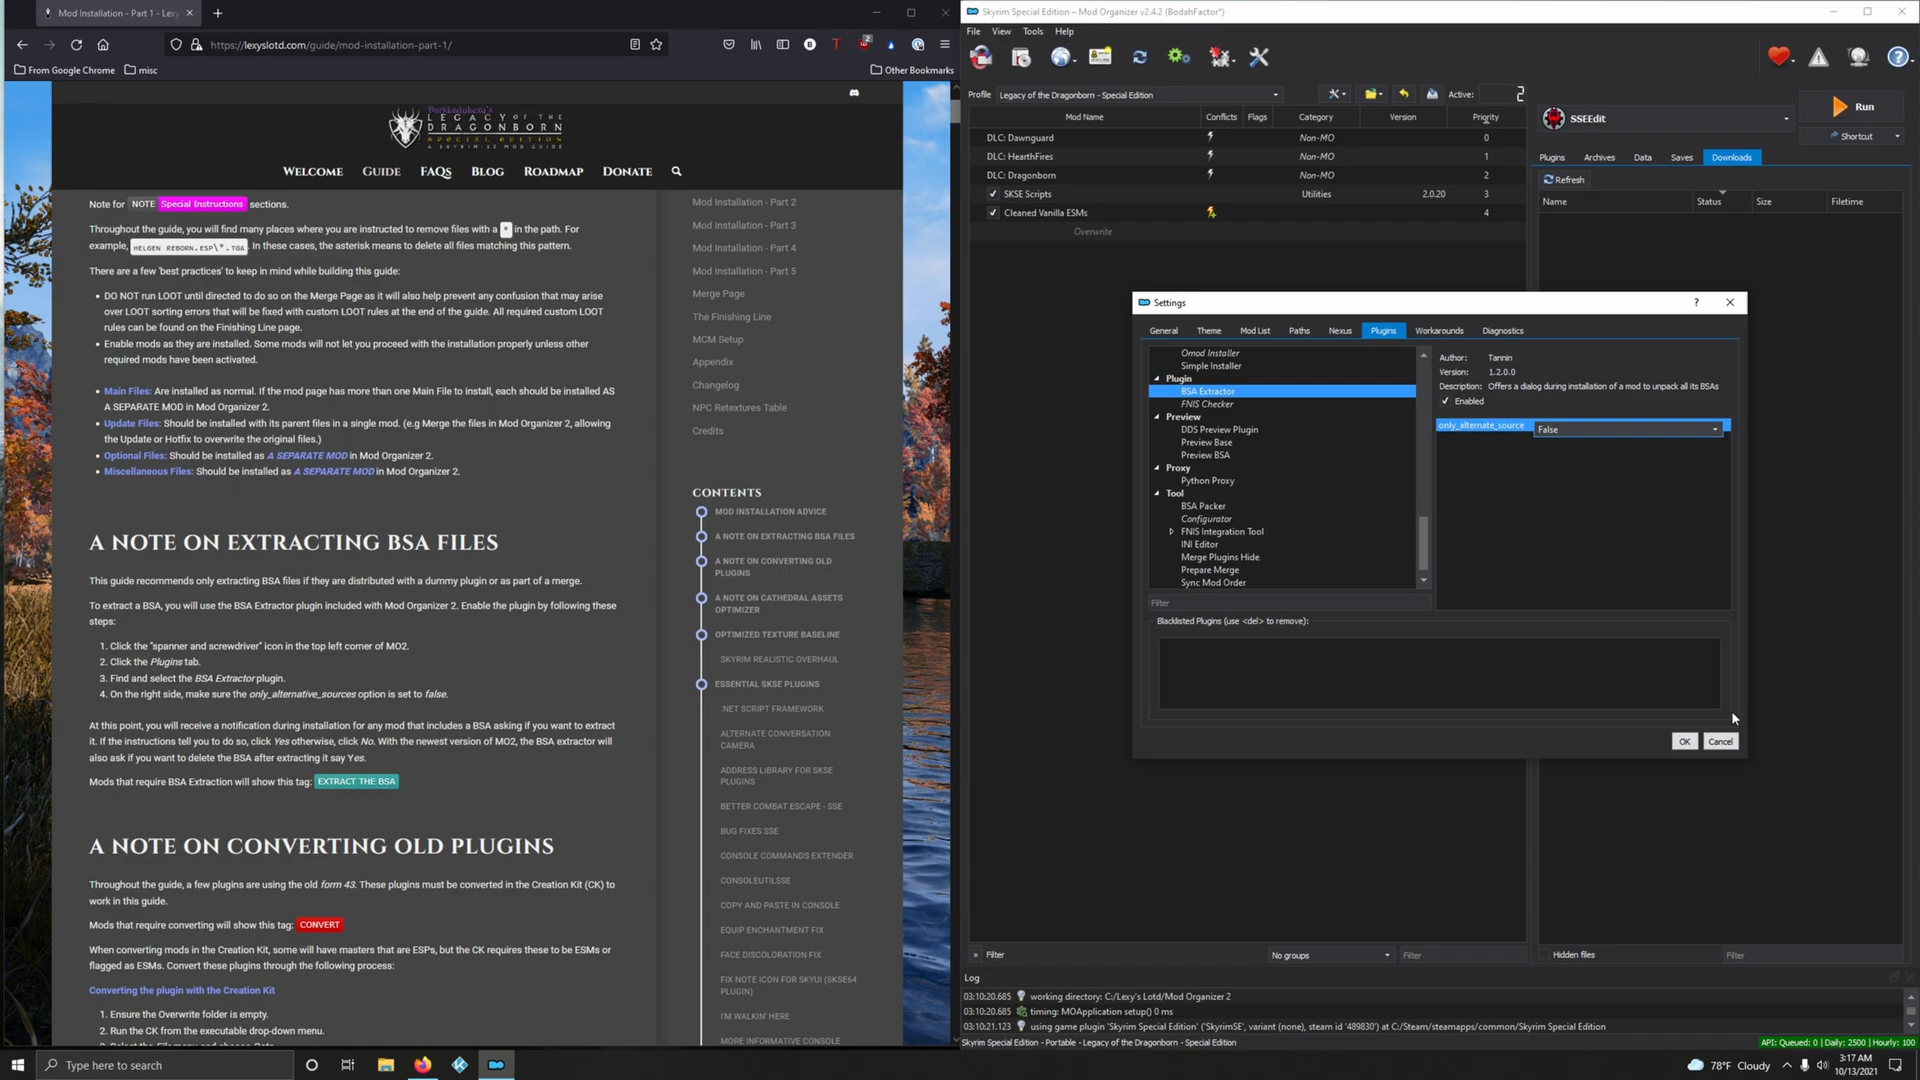 Mod Installation - Part 1 - Lexy
https://lexyslotd.com/guide/mod-installation-part-1/
From Google Chrome
misc
Other Bookmarks
LEGACY OF THE
DRAGONBORN
SPECIAL EDITION
A SKYRIM:SE MOD GUIDE
WELCOME
GUIDE
FAQS
BLOG
ROADMAP
DONATE
Note for NOTE Special Instructions sections.
Throughout the guide, you will find many places where you are instructed to remove files with a * in the path. For
example, HELGEN REBORN.ESP\*.TGA. In these cases, the asterisk means to delete all files matching this pattern.
There are a few 'best practices' to keep in mind while building this guide:
• DO NOT run LOOT until directed to do so on the Merge Page as it will also help prevent any confusion that may arise
over LOOT sorting errors that will be fixed with custom LOOT rules at the end of the guide. All required custom LOOT
rules can be found on the Finishing Line page.
• Enable mods as they are installed. Some mods will not let you proceed with the installation properly unless other
required mods have been activated.
• Main Files: Are installed as normal. If the mod page has more than one Main File to install, each should be installed AS
A SEPARATE MOD in Mod Organizer 2.
• Update Files: Should be installed with its parent files in a single mod. (e.g Merge the files in Mod Organizer 2, allowing
the Update or Hotfix to overwrite the original files.)
• Optional Files: Should be installed as A SEPARATE MOD in Mod Organizer 2.
• Miscellaneous Files: Should be installed as A SEPARATE MOD in Mod Organizer 2.
A NOTE ON EXTRACTING BSA FILES
This guide recommends only extracting BSA files if they are distributed with a dummy plugin or as part of a merge.
To extract a BSA, you will use the BSA Extractor plugin included with Mod Organizer 2. Enable the plugin by following these
steps:
1. Click the "spanner and screwdriver" icon in the top left corner of MO2.
2. Click the Plugins tab.
3. Find and select the BSA Extractor plugin.
4. On the right side, make sure the only_alternative_sources option is set to false.
At this point, you will receive a notification during installation for any mod that includes a BSA asking if you want to extract
it. If the instructions tell you to do so, click Yes otherwise, click No. With the newest version of MO2, the BSA extractor will
also ask if you want to delete the BSA after extracting it say Yes.
Mods that require BSA Extraction will show this tag: EXTRACT THE BSA
A NOTE ON CONVERTING OLD PLUGINS
Throughout the guide, a few plugins are using the old form 43. These plugins must be converted in the Creation Kit (CK) to
work in this guide.
Mods that require converting will show this tag: CONVERT
When converting mods in the Creation Kit, some will have masters that are ESPs, but the CK requires these to be ESMs or
flagged as ESMs. Convert these plugins through the following process:
Converting the plugin with the Creation Kit
1. Ensure the Overwrite folder is empty.
2. Run the CK from the executable drop-down menu.
Mod Installation - Part 2
Mod Installation - Part 3
Mod Installation - Part 4
Mod Installation - Part 5
Merge Page
The Finishing Line
MCM Setup
Appendix
Changelog
NPC Retextures Table
Credits
CONTENTS
MOD INSTALLATION ADVICE
A NOTE ON EXTRACTING BSA FILES
A NOTE ON CONVERTING OLD
PLUGINS
A NOTE ON CATHEDRAL ASSETS
OPTIMIZER
OPTIMIZED TEXTURE BASELINE
SKYRIM REALISTIC OVERHAUL
ESSENTIAL SKSE PLUGINS
.NET SCRIPT FRAMEWORK
ALTERNATE CONVERSATION
CAMERA
ADDRESS LIBRARY FOR SKSE
PLUGINS
BETTER COMBAT ESCAPE - SSE
BUG FIXES SSE
CONSOLE COMMANDS EXTENDER
CONSOLEUTILSSE
COPY AND PASTE IN CONSOLE
EQUIP ENCHANTMENT FIX
FACE DISCOLORATION FIX
FIX NOTE ICON FOR SKYUI (SKSE64
PLUGIN)
I'M WALKIN' HERE
MORE INFORMATIVE CONSOLE
Skyrim Special Edition – Mod Organizer v2.4.2 (BodahFactor*)
File View Tools Help
Profile Legacy of the Dragonborn - Special Edition Active: 2
Mod Name Conflicts Flags Category Version Priority
DLC: Dawnguard Non-MO 0
DLC: HearthFires Non-MO 1
DLC: Dragonborn Non-MO 2
SKSE Scripts Utilities 2.0.20 3
Cleaned Vanilla ESMs 4
Overwrite
SSEEdit
Run
Shortcut
Plugins Archives Data Saves Downloads
Refresh
Name Status Size Filetime
Settings
General Theme Mod List Paths Nexus Plugins Workarounds Diagnostics
Omod Installer
Simple Installer
Plugin
BSA Extractor
FNIS Checker
Preview
DDS Preview Plugin
Preview Base
Preview BSA
Proxy
Python Proxy
Tool
BSA Packer
Configurator
FNIS Integration Tool
INI Editor
Merge Plugins Hide
Prepare Merge
Sync Mod Order
Filter
Author: Tannin
Version: 1.2.0.0
Description: Offers a dialog during installation of a mod to unpack all its BSAs
Enabled
only_alternate_source False
Blacklisted Plugins (use <del> to remove):
OK Cancel
Filter
No groups
Filter
Hidden files
Filter
Log
03:10:20.685 working directory: C:/Lexy's Lotd/Mod Organizer 2
03:10:20.685 timing: MOApplication setup() 0 ms
03:10:21.123 using game plugin 'Skyrim Special Edition' ('SkyrimSE', variant (none), steam id '489830') at C:/Steam/steamapps/common/Skyrim Special Edition
Skyrim Special Edition - Portable - Legacy of the Dragonborn - Special Edition
API: Queued: 0 | Daily: 2500 | Hourly: 100
Type here to search
78°F Cloudy
3:17 AM
10/13/2021